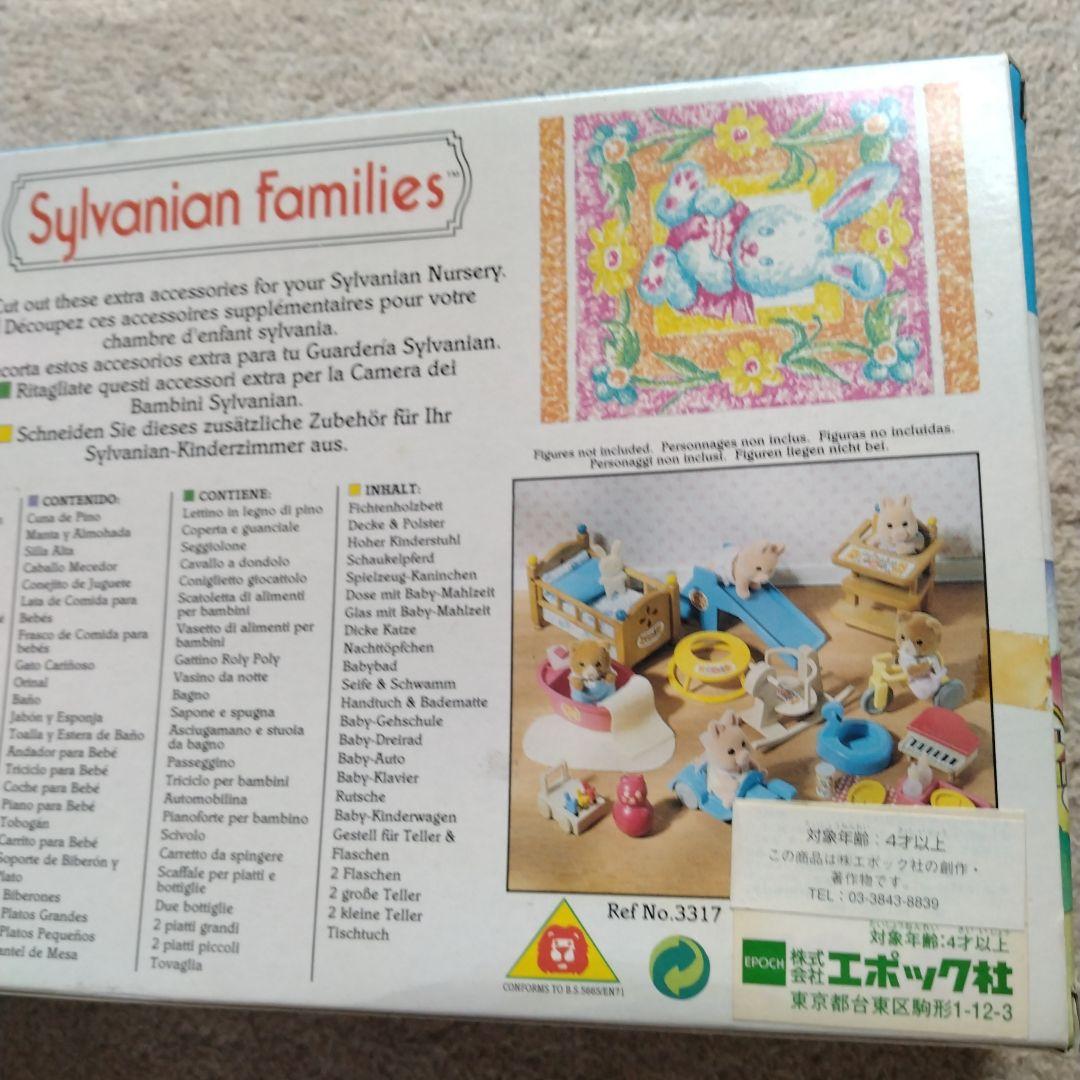 Sylvanian Families™
Cut out these extra accessories for your Sylvanian Nursery.
Découpez ces accessoires supplémentaires pour votre
chambre d'enfant sylvania.
corta estos accesorios extra para tu Guardería Sylvanian.
Ritagliate questi accessori extra per la Camera dei
Bambini Sylvanian.
Schneiden Sie dieses zusätzliche Zubehör für Ihr
Sylvanian-Kinderzimmer aus.
CONTENIDO:
Cuna de Pino
Manta y Almohada
Silla Alta
Caballo Mecedor
Conejito de Juguete
Lata de Comida para
Bebés
Frasco de Comida para
bebés
Gato Cariñoso
Orinal
Baño
Jabón y Esponja
Toalla y Estera de Baño
Andador para Bebé
Triciclo para Bebé
Coche para Bebé
Piano para Bebé
Tobogán
Carrito para Bebé
Soporte de Biberón y
Plato
Biberones
Platos Grandes
Platos Pequeños
antel de Mesa
CONTIENE:
Lettino in legno di pino
Coperta e guanciale
Seggiolone
Cavallo a dondolo
Coniglietto giocattolo
Scatoletta di alimenti
per bambini
Vasetto di alimenti per
bambini
Gattino Roly Poly
Vasino da notte
Bagno
Sapone e spugna
Asciugamano e stuoia
da bagno
Passeggino
Triciclo per bambini
Automobilina
Pianoforte per bambino
Scivolo
Carretto da spingere
Scaffale per piatti e
bottiglie
Due bottiglie
2 piatti grandi
2 piatti piccoli
Tovaglia
INHALT:
Fichtenholzbett
Decke & Polster
Hoher Kinderstuhl
Schaukelpferd
Spielzeug-Kaninchen
Dose mit Baby-Mahlzeit
Glas mit Baby-Mahlzeit
Dicke Katze
Nachttöpfchen
Babybad
Seife & Schwamm
Handtuch & Badematte
Baby-Gehschule
Baby-Dreirad
Baby-Auto
Baby-Klavier
Rutsche
Baby-Kinderwagen
Gestell für Teller &
Flaschen
2 Flaschen
2 große Teller
2 kleine Teller
Tischtuch
Figures not included. Personnages non inclus. Figuras no incluidas.
Personaggi non inclusi. Figuren liegen nicht bei.
CONFORMS TO B.S. 5665/EN71
Ref No.3317
対象年齢：4才以上
この商品は㈱エポック社の創作・
著作物です。
TEL：03-3843-8839
対象年齢:4才以上
EPOCH 株式会社エポック社
東京都台東区駒形1-12-3